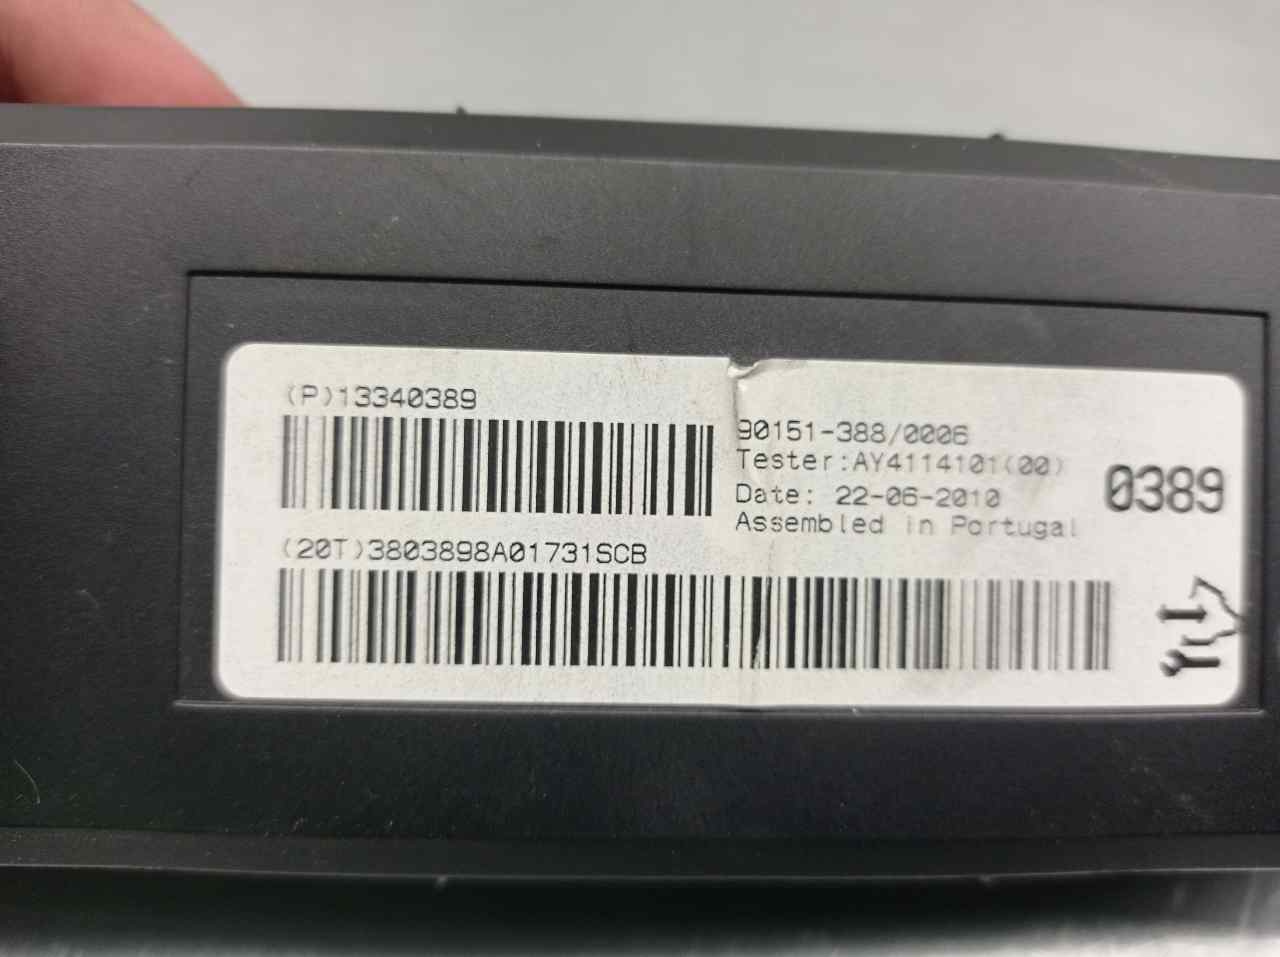 (P)13340389
90151-388/0006
Tester:AY4114101(00)
Date: 22-06-2010
Assembled in Portugal
0389
(20T)3803898A01731SCB